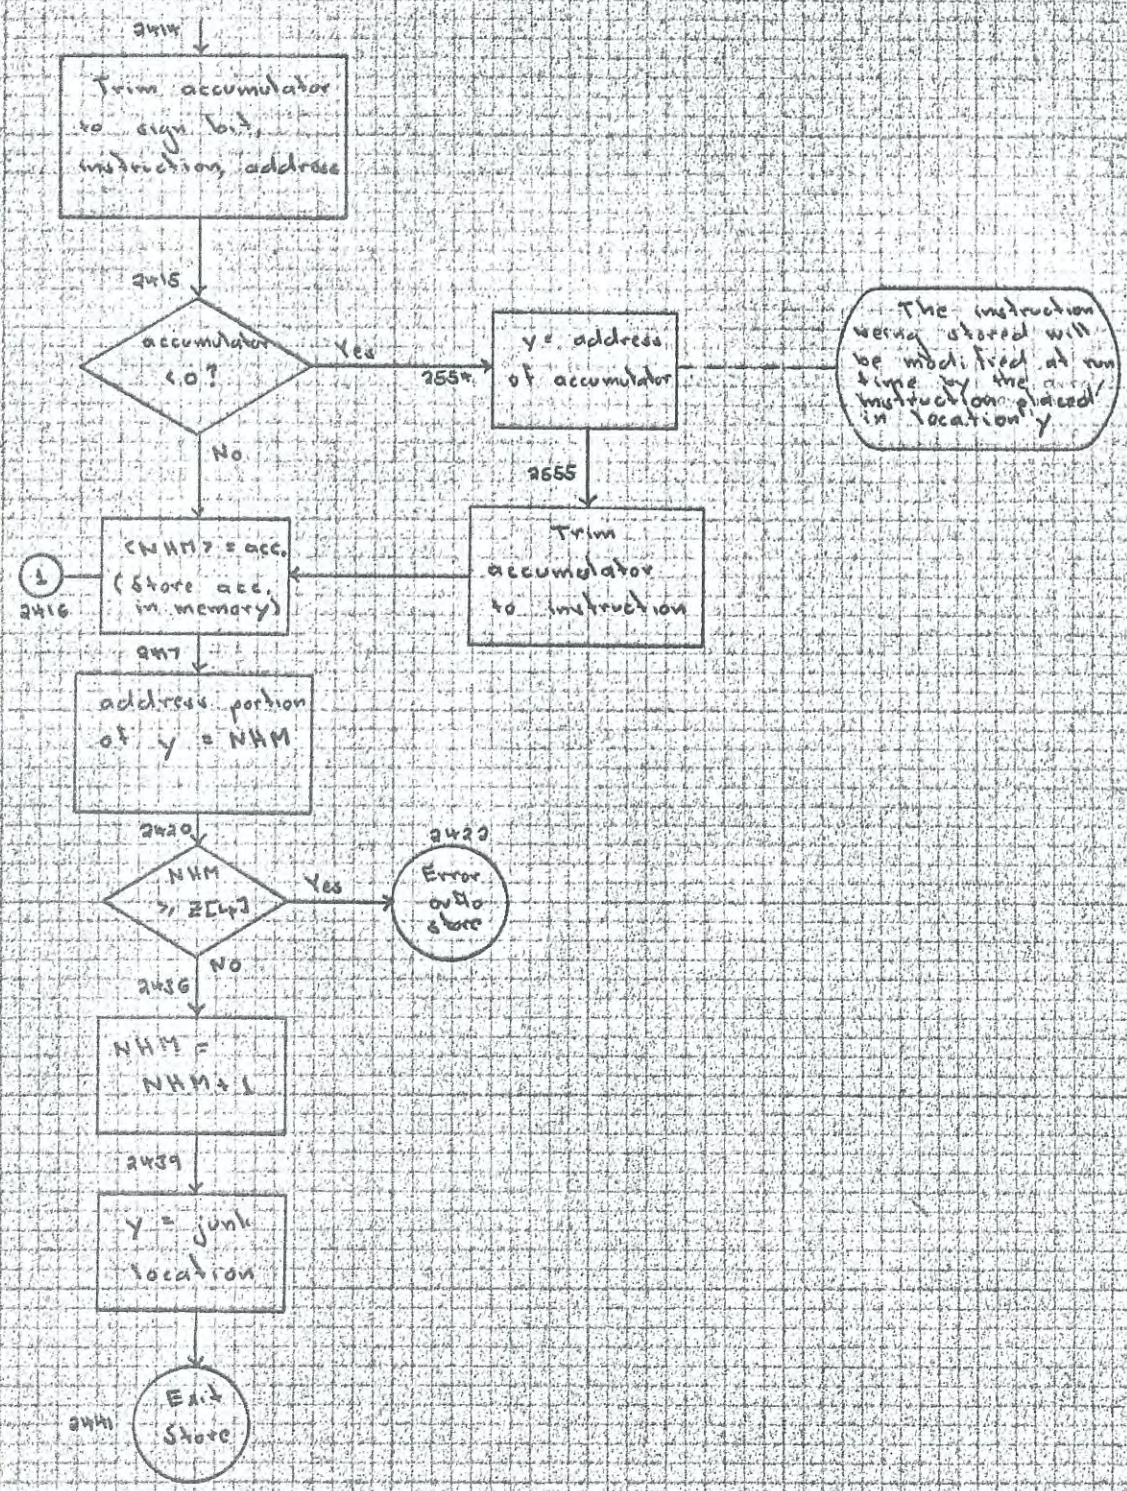 2414
Trim accumulator
to sign bit,
instruction, address
2415
accumulator
< 0 ?
Yes
2554
y = address
of accumulator
The instruction
being stored will
be modified at run
time by the
instruction placed
in location y
No
2555
Trim
accumulator
to instruction
<NHM> = acc.
(Store acc.
in memory)
1
2416
2417
address portion
of y = NHM
2420
NHM
≥ Z[4]
Yes
2422
Error
store
No
2436
NHM =
NHM + 1
2439
y = junk
location
2441
Exit
Store